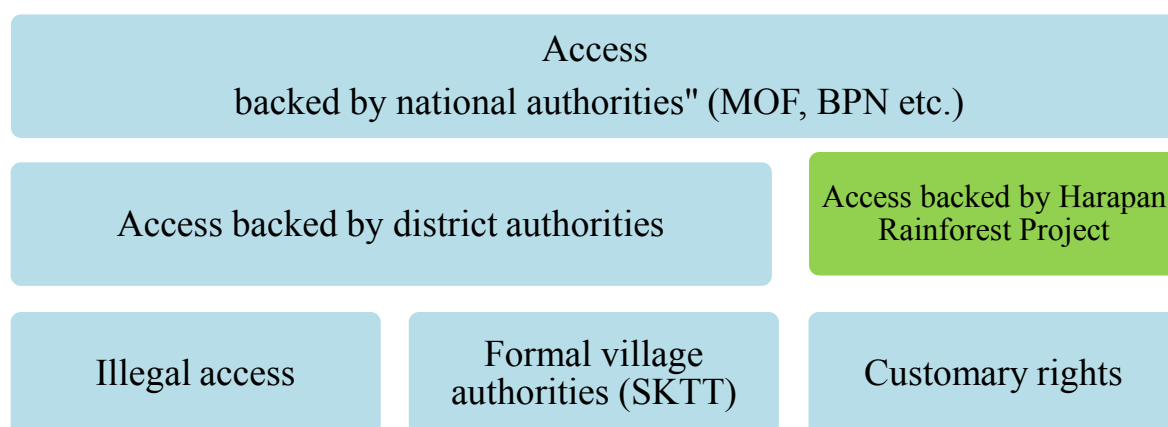 Access
backed by national authorities" (MOF, BPN etc.)
Access backed by district authorities
Access backed by Harapan
Rainforest Project
Illegal access
Formal village
authorities (SKTT)
Customary rights